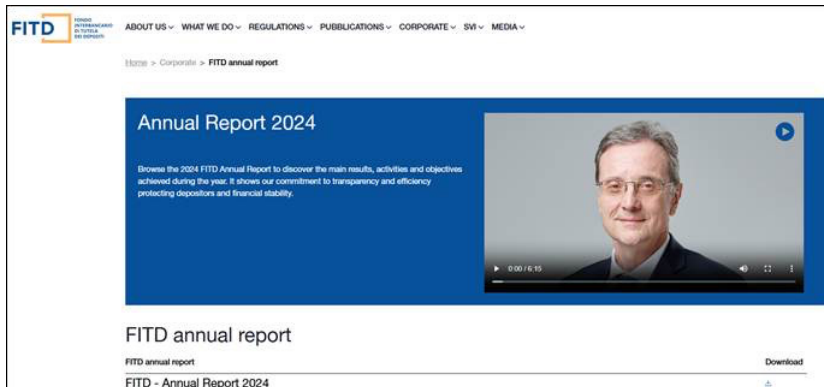 FITD
FONDO
INTERBANCARIO
DI TUTELA
DEI DEPOSITI
ABOUT US WHAT WE DO REGULATIONS PUBBLICATIONS CORPORATE SVI MEDIA
Home > Corporate > FITD annual report
Annual Report 2024
Browse the 2024 FITD Annual Report to discover the main results, activities and objectives
achieved during the year. It shows our commitment to transparency and efficiency
protecting depositors and financial stability.
0:00 / 6:15
FITD annual report
FITD annual report Download
FITD - Annual Report 2024